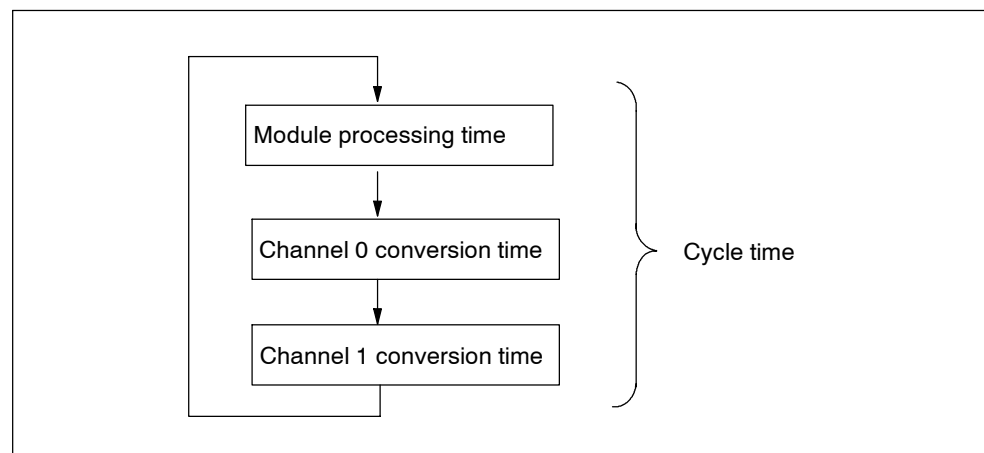 Module processing time
Channel 0 conversion time
Channel 1 conversion time
Cycle time